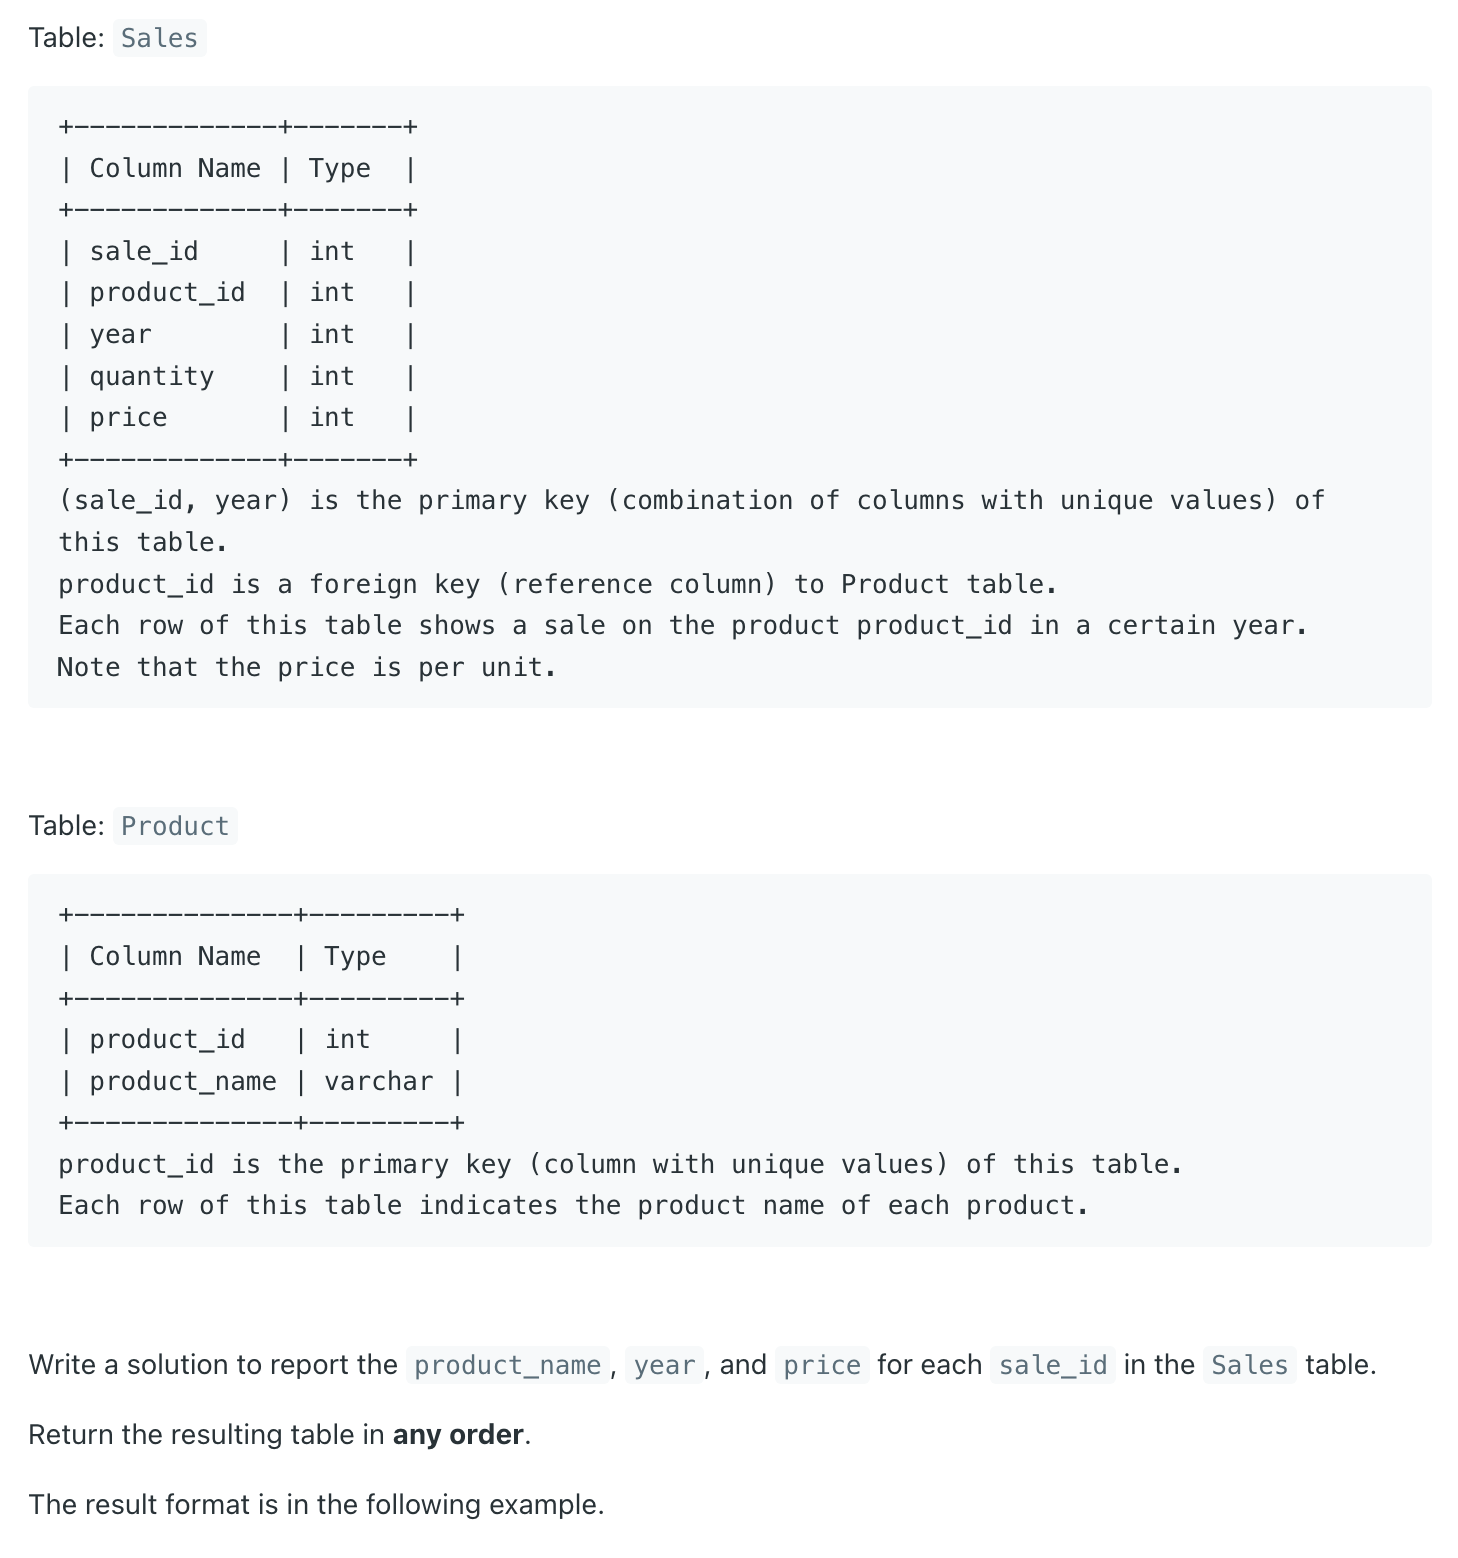 Table: Sales
+-------------+-------+
| Column Name | Type  |
+-------------+-------+
| sale_id     | int   |
| product_id  | int   |
| year        | int   |
| quantity    | int   |
| price       | int   |
+-------------+-------+
(sale_id, year) is the primary key (combination of columns with unique values) of
this table.
product_id is a foreign key (reference column) to Product table.
Each row of this table shows a sale on the product product_id in a certain year.
Note that the price is per unit.
Table: Product
+--------------+---------+
| Column Name  | Type    |
+--------------+---------+
| product_id   | int     |
| product_name | varchar |
+--------------+---------+
product_id is the primary key (column with unique values) of this table.
Each row of this table indicates the product name of each product.
Write a solution to report the product_name, year, and price for each sale_id in the Sales table.
Return the resulting table in any order.
The result format is in the following example.